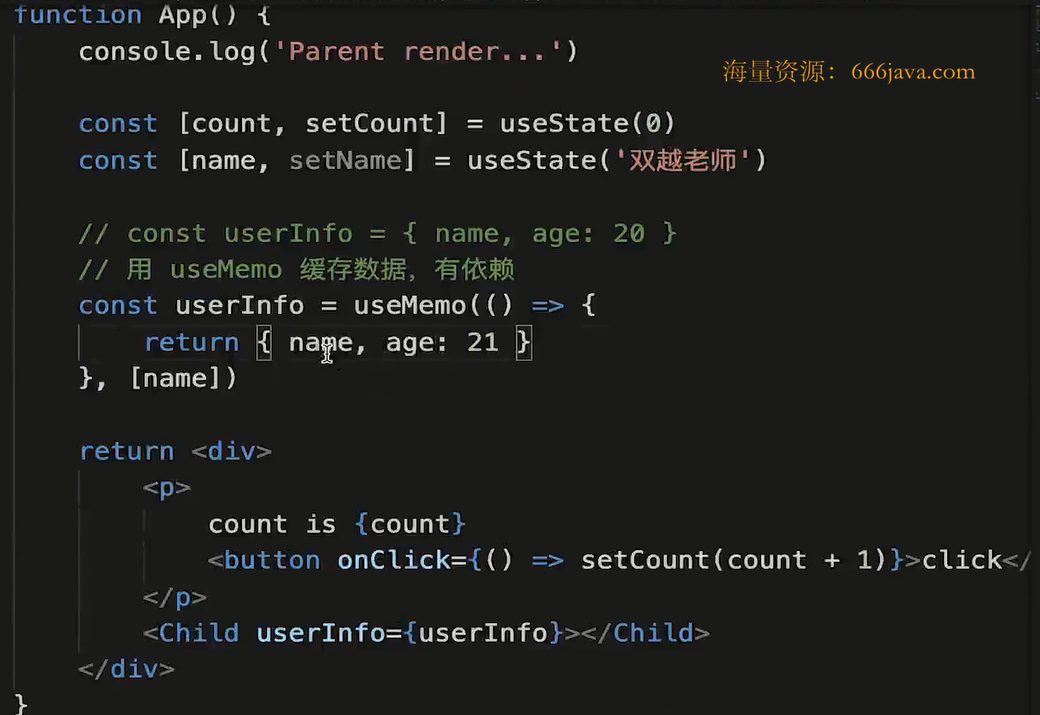 function App() {
    console.log('Parent render...')
海量资源：666java.com
    const [count, setCount] = useState(0)
    const [name, setName] = useState('双越老师')
    // const userInfo = { name, age: 20 }
    // 用 useMemo 缓存数据，有依赖
    const userInfo = useMemo(() => {
        return { name, age: 21 }
    }, [name])
    return <div>
        <p>
            count is {count}
            <button onClick={() => setCount(count + 1)}>click</
        </p>
        <Child userInfo={userInfo}></Child>
    </div>
}